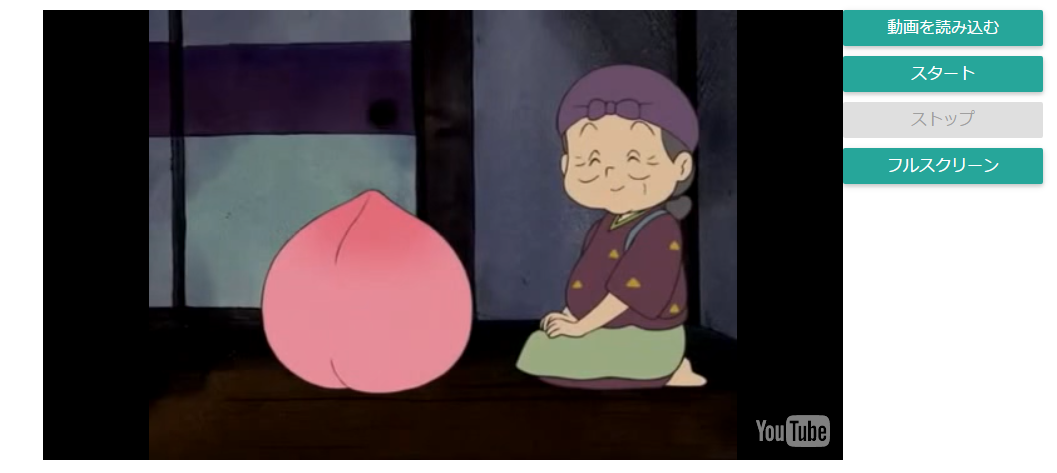 動画を読み込む
スタート
ストップ
フルスクリーン
YouTube